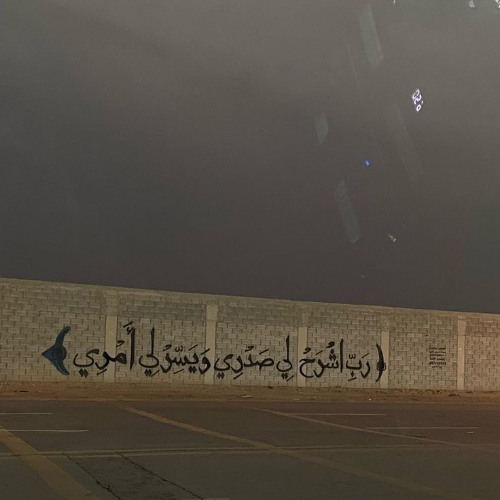 رَبِّ اشْرَحْ لِي صَدْرِي وَيَسِّرْ لِي أَمْرِي